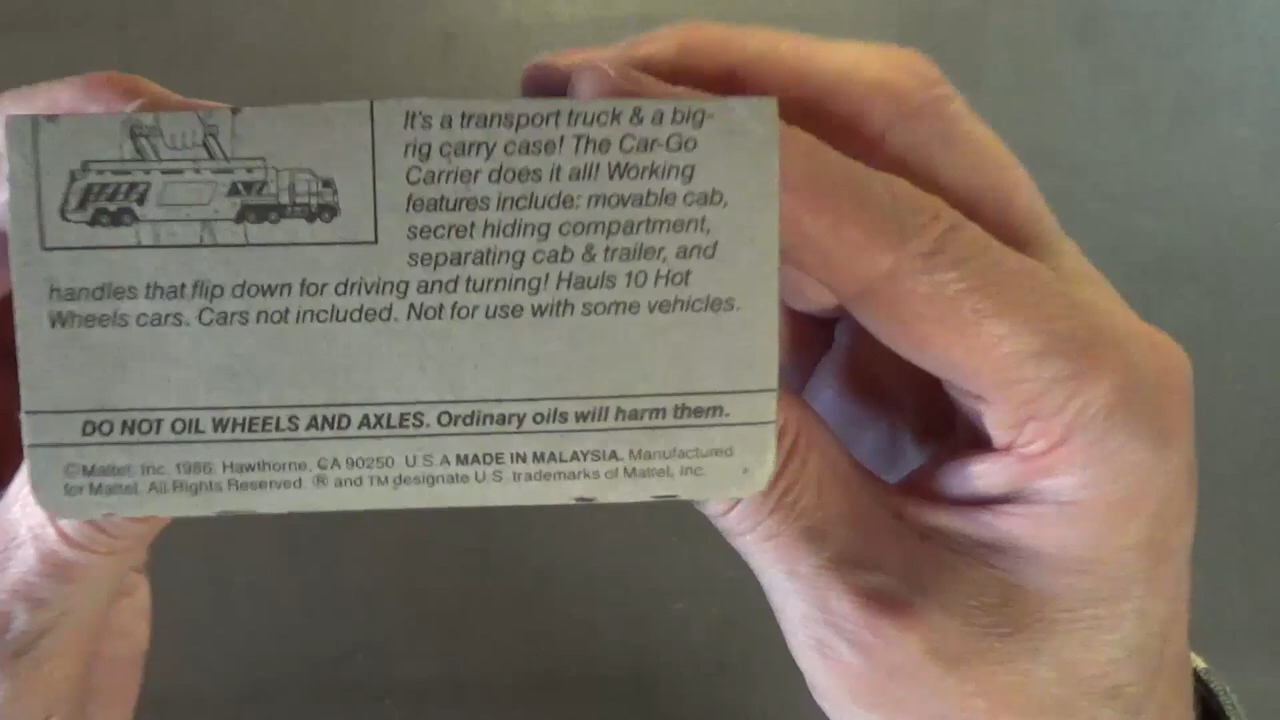 It's a transport truck & a big-
rig carry case! The Car-Go
Carrier does it all! Working
features include: movable cab,
secret hiding compartment,
separating cab & trailer, and
handles that flip down for driving and turning! Hauls 10 Hot
Wheels cars. Cars not included. Not for use with some vehicles.
DO NOT OIL WHEELS AND AXLES. Ordinary oils will harm them.
© Mattel, Inc. 1986. Hawthorne, CA 90250 U.S.A MADE IN MALAYSIA. Manufactured
for Mattel. All Rights Reserved. ® and TM designate U.S. trademarks of Mattel, Inc.